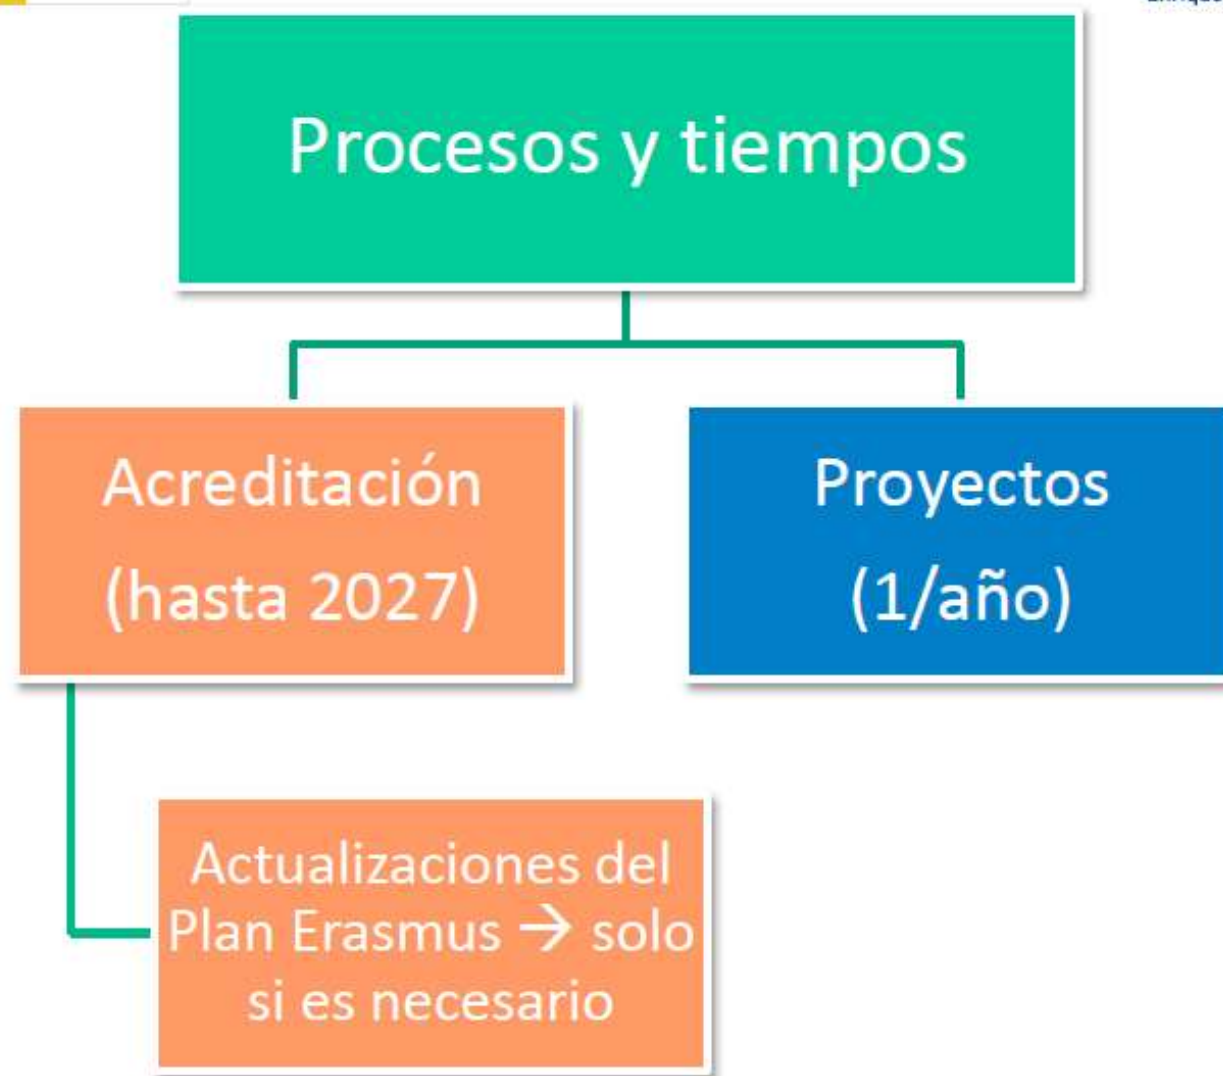 Procesos y tiempos
Acreditación
(hasta 2027)
Proyectos
(1/año)
Actualizaciones del
Plan Erasmus → solo
si es necesario